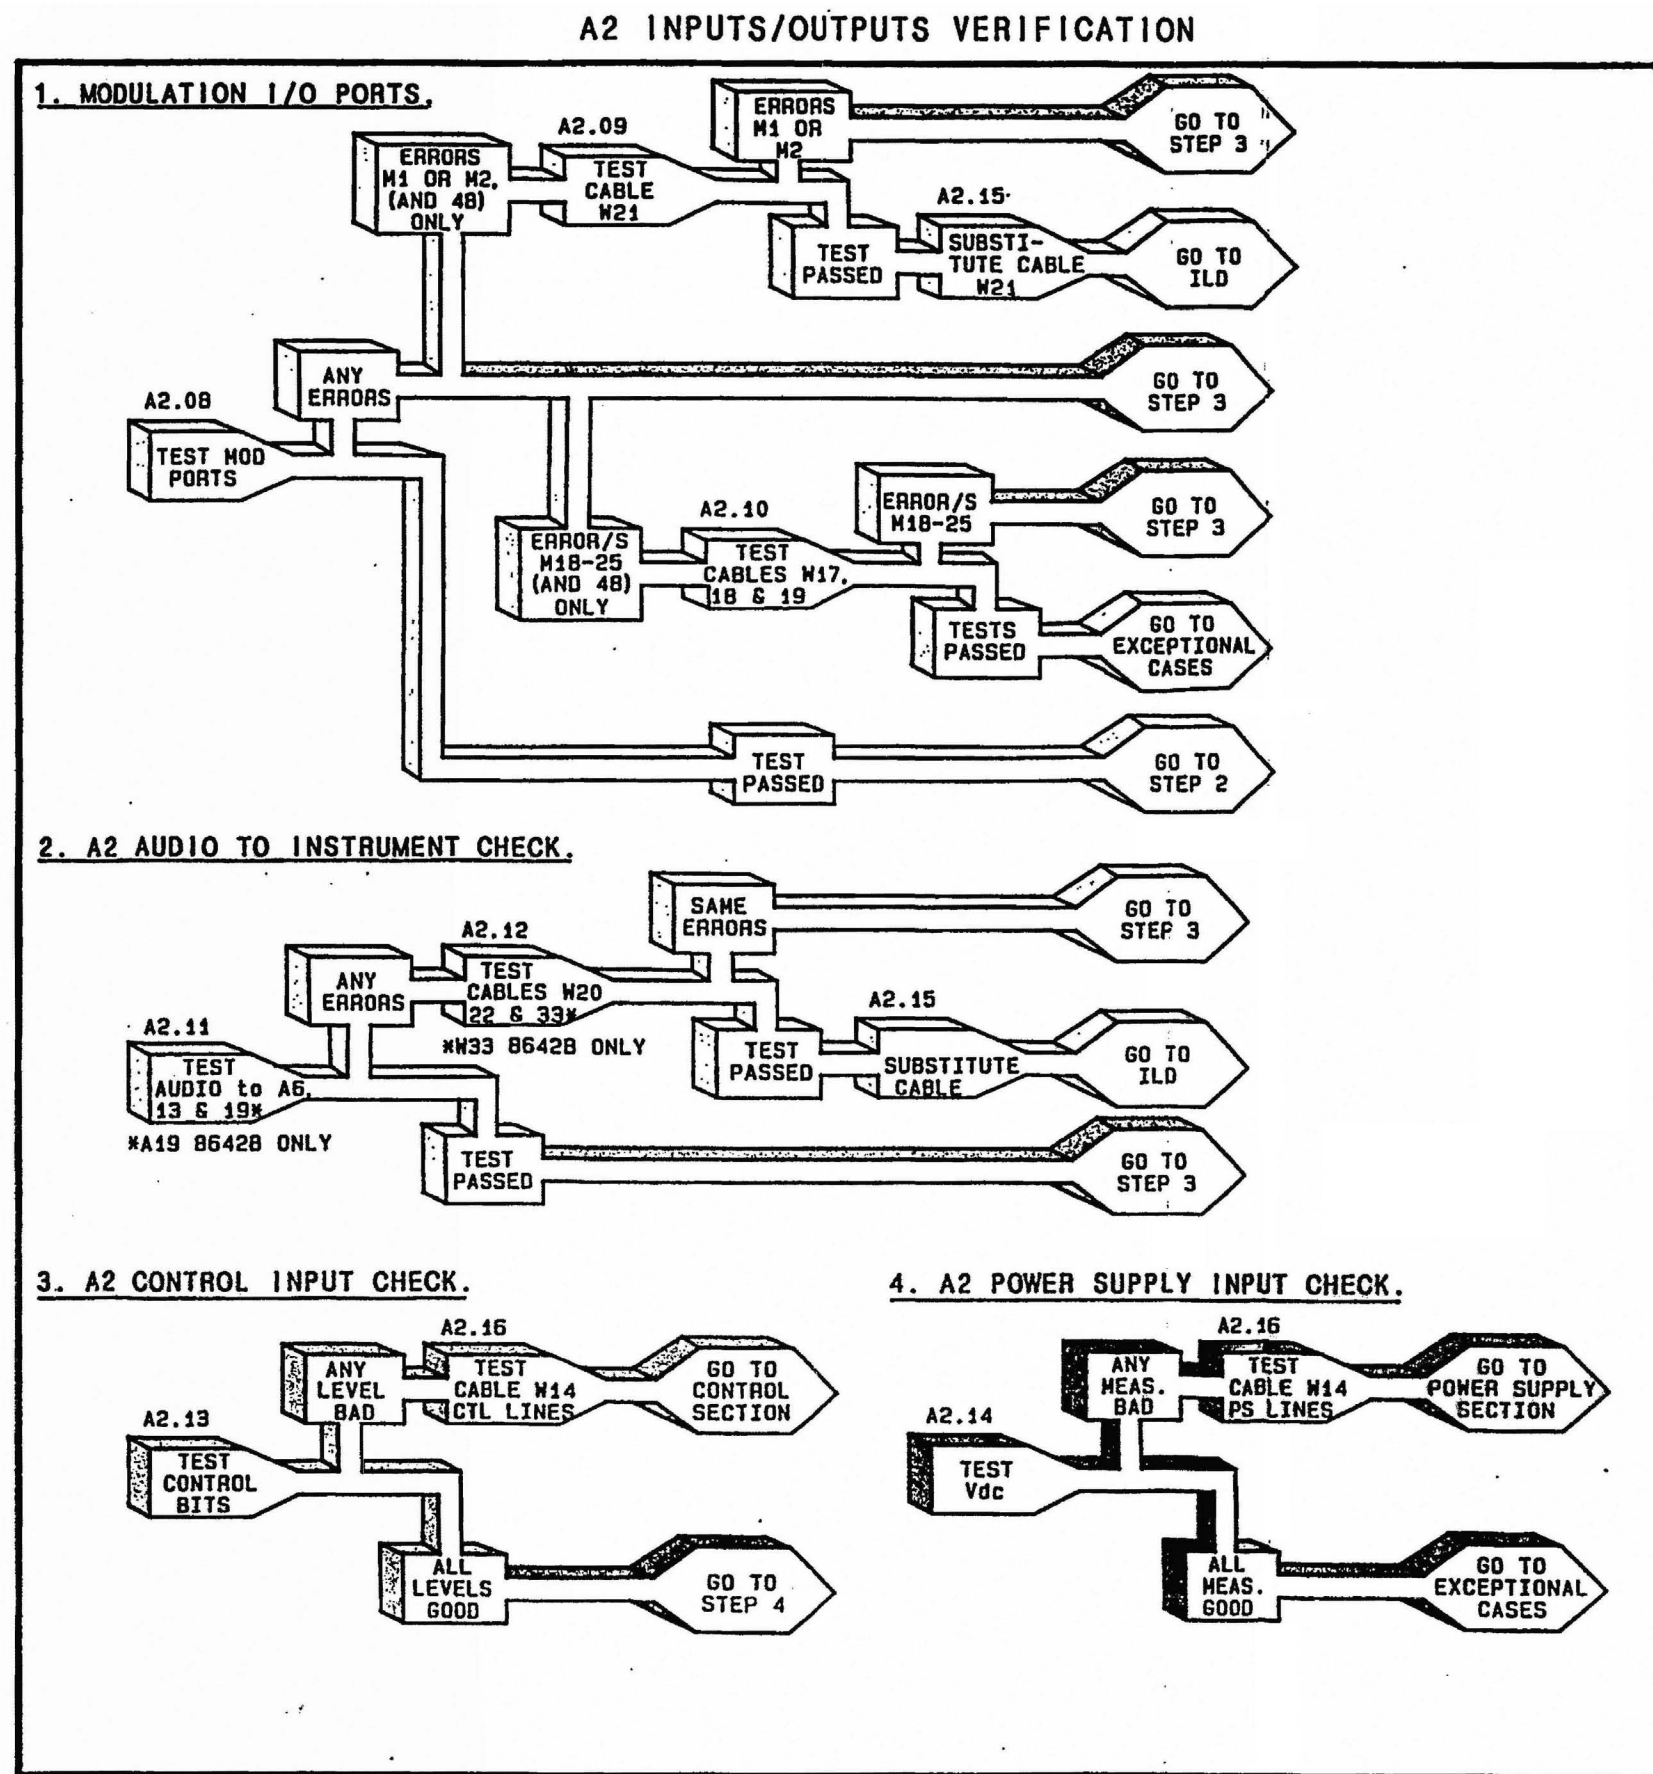 A2 INPUTS/OUTPUTS VERIFICATION
1. MODULATION I/O PORTS.
ERRORS
M1 OR
M2
GO TO
STEP 3
A2.09
ERRORS
M1 OR M2,
(AND 48)
ONLY
TEST
CABLE
W21
A2.15
TEST
PASSED
SUBSTI-
TUTE CABLE
W21
GO TO
ILD
ANY
ERRORS
GO TO
STEP 3
A2.08
TEST MOD
PORTS
ERROR/S
M18-25
GO TO
STEP 3
A2.10
ERROR/S
M18-25
(AND 48)
ONLY
TEST
CABLES W17,
18 & 19
TESTS
PASSED
GO TO
EXCEPTIONAL
CASES
TEST
PASSED
GO TO
STEP 2
2. A2 AUDIO TO INSTRUMENT CHECK.
SAME
ERRORS
GO TO
STEP 3
A2.12
ANY
ERRORS
TEST
CABLES W20
22 & 33*
*W33 8642B ONLY
A2.15
TEST
PASSED
SUBSTITUTE
CABLE
GO TO
ILD
A2.11
TEST
AUDIO to A6,
13 & 19*
*A19 8642B ONLY
TEST
PASSED
GO TO
STEP 3
3. A2 CONTROL INPUT CHECK.
A2.16
ANY
LEVEL
BAD
TEST
CABLE W14
CTL LINES
GO TO
CONTROL
SECTION
A2.13
TEST
CONTROL
BITS
ALL
LEVELS
GOOD
GO TO
STEP 4
4. A2 POWER SUPPLY INPUT CHECK.
A2.16
ANY
MEAS.
BAD
TEST
CABLE W14
PS LINES
GO TO
POWER SUPPLY
SECTION
A2.14
TEST
Vdc
ALL
MEAS.
GOOD
GO TO
EXCEPTIONAL
CASES